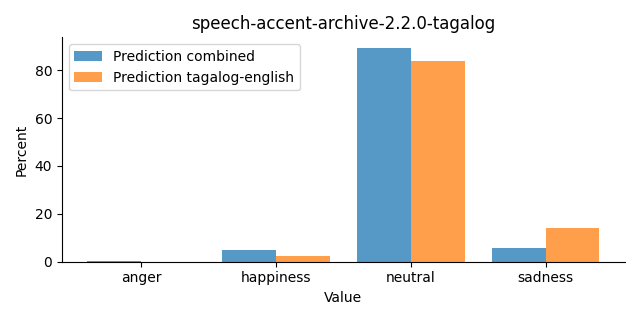 speech-accent-archive-2.2.0-tagalog
Prediction combined
Prediction tagalog-english
Percent
80
60
40
20
0
anger happiness neutral sadness
Value